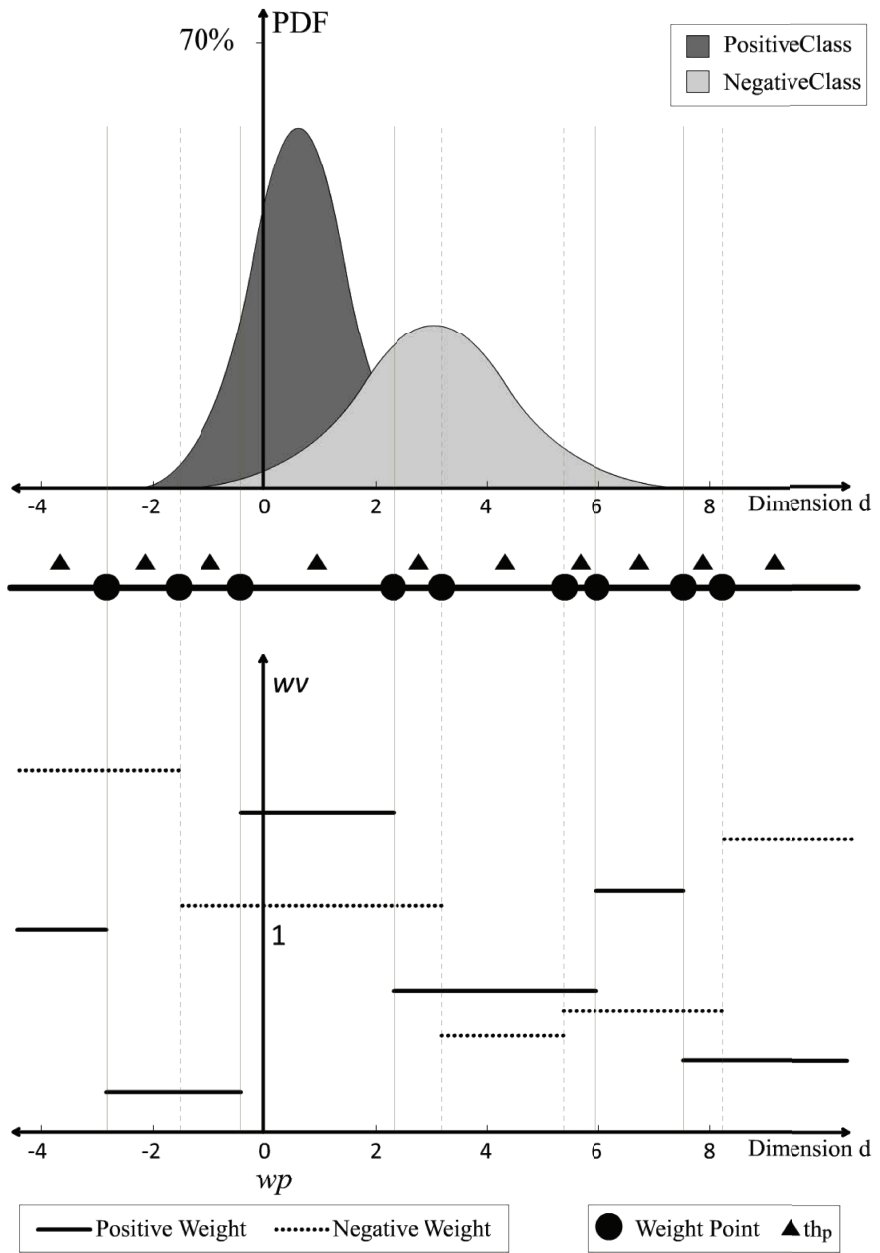 PDF
70%
PositiveClass
NegativeClass
-4 -2 0 2 4 6 8 Dimension d
wv
1
-4 -2 0 2 4 6 8 Dimension d
wp
Positive Weight Negative Weight Weight Point thp